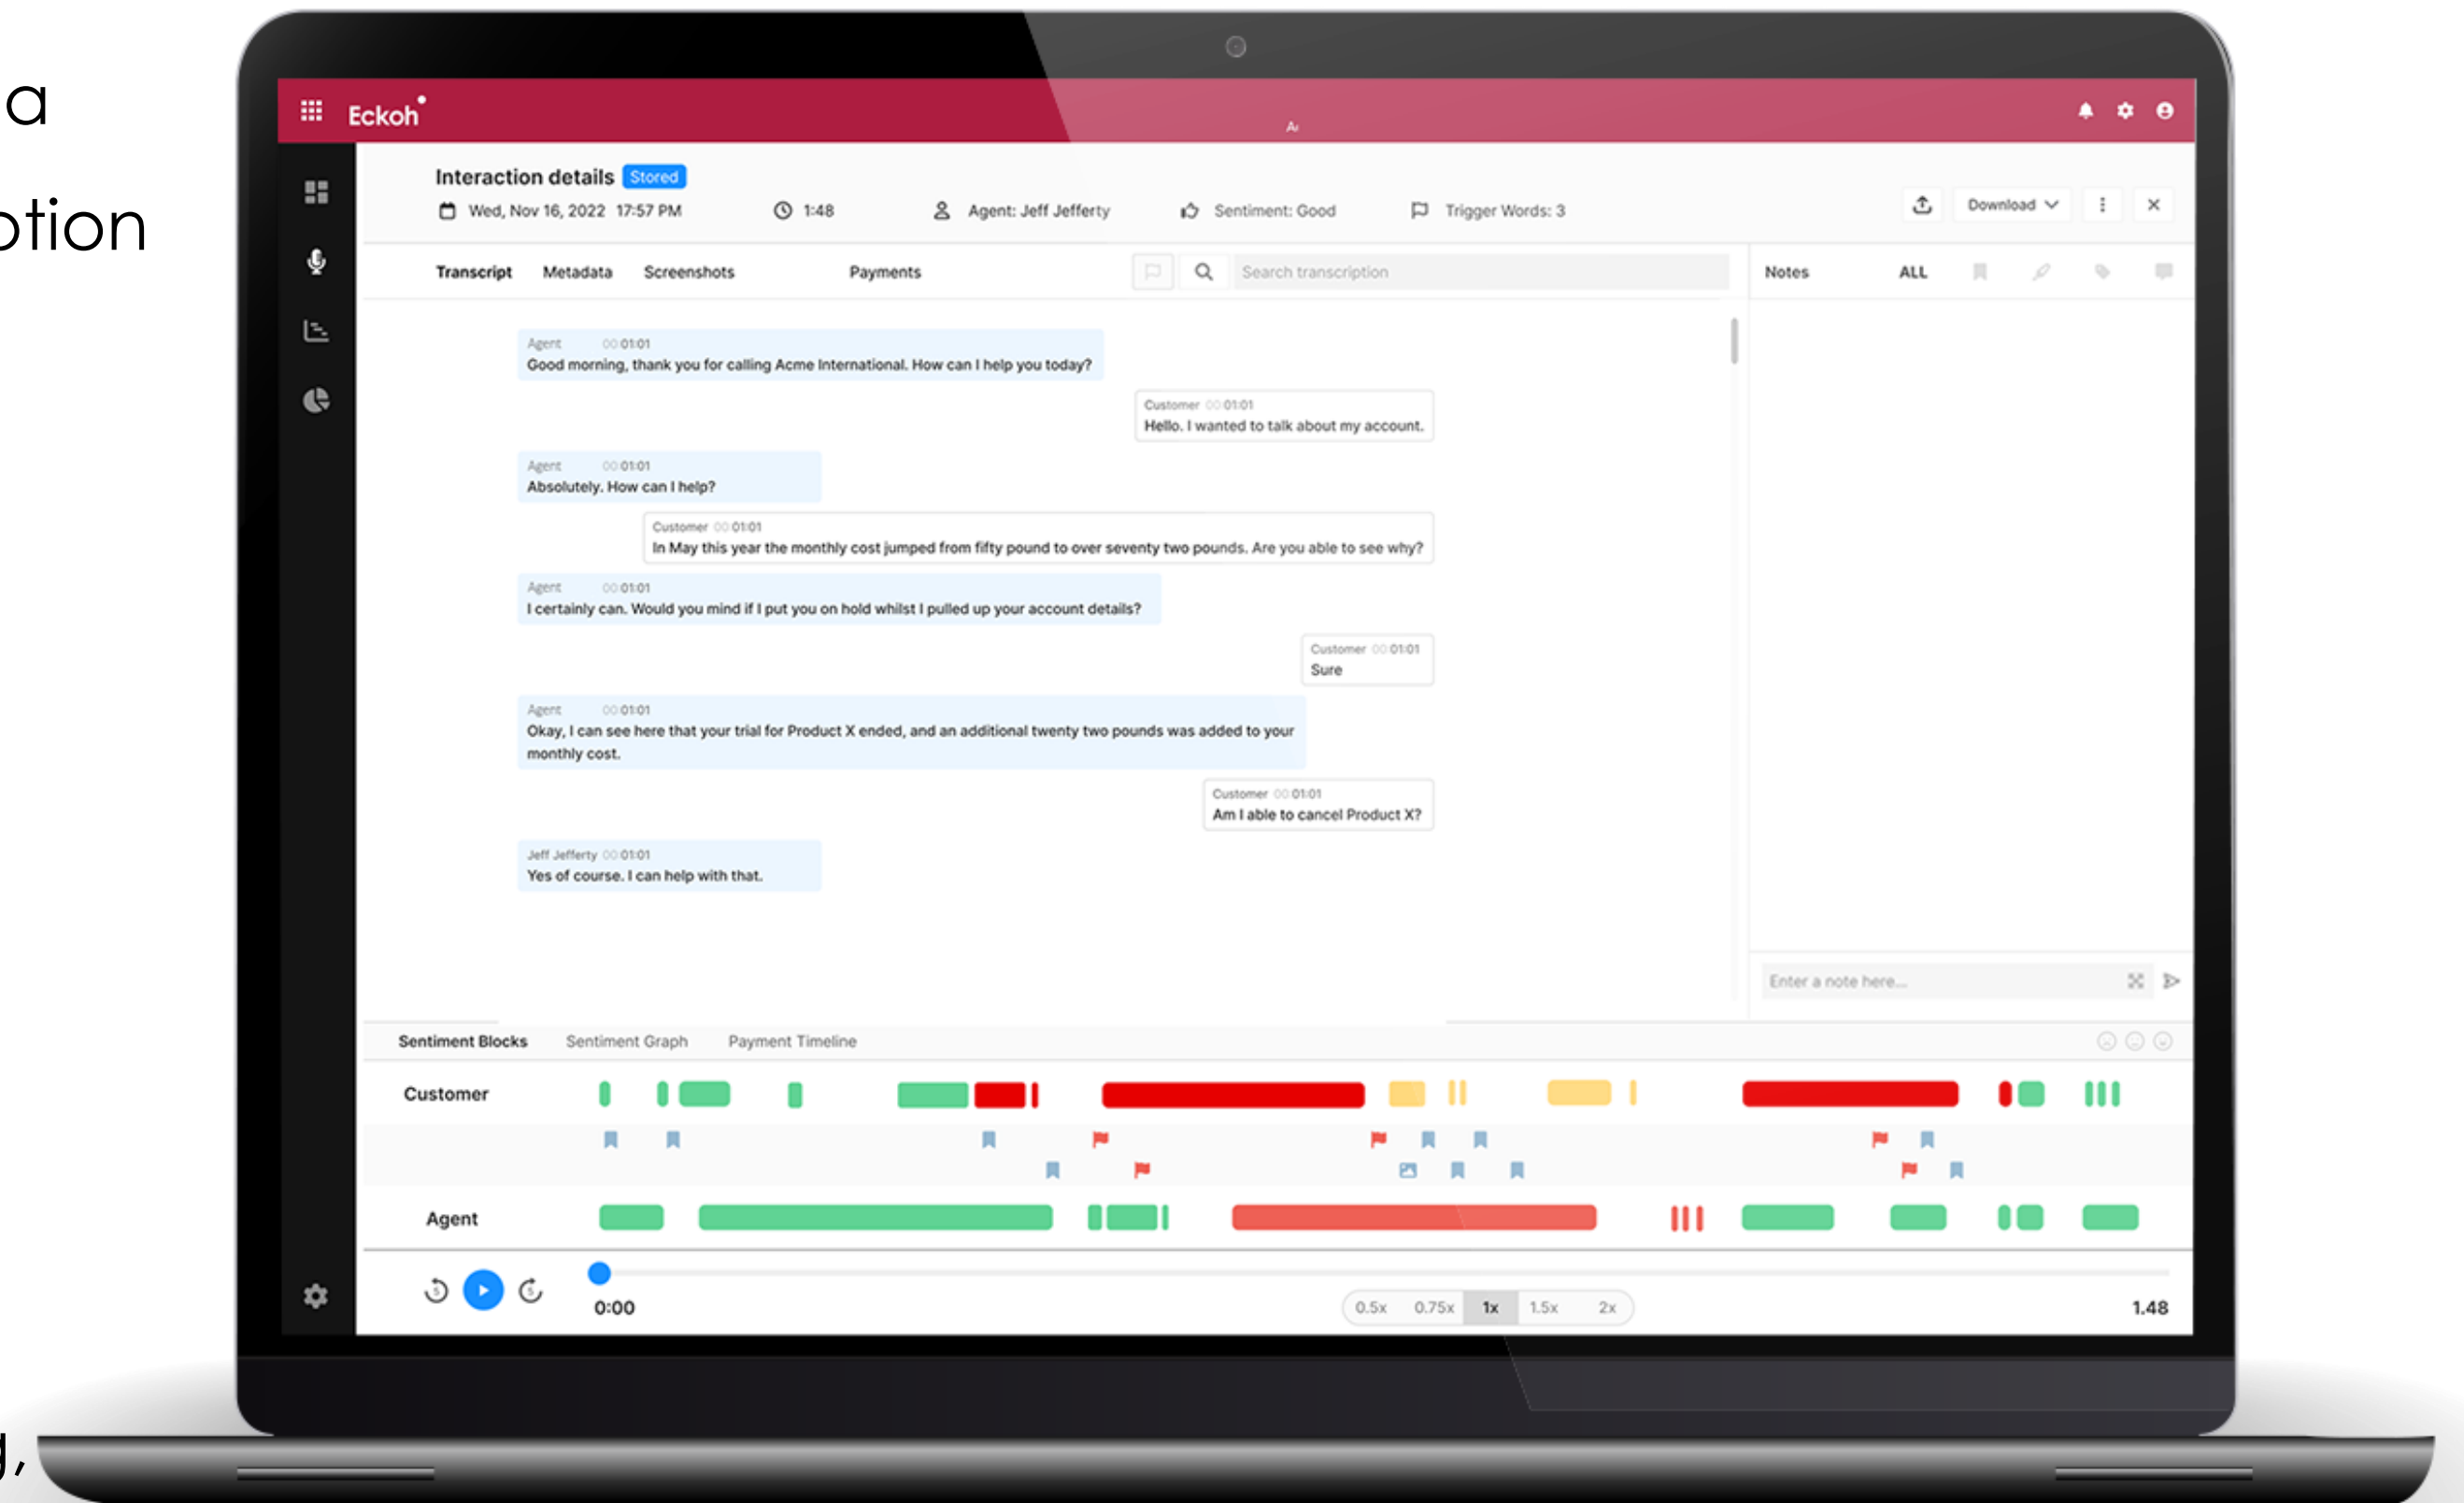 a
ption
g,
Eckoh
Interaction details Stored
Wed, Nov 16, 2022 17:57 PM 1:48 Agent: Jeff Jefferty Sentiment: Good Trigger Words: 3 Download
Transcript Metadata Screenshots Payments Search transcription Notes ALL
Agent 00:01:01
Good morning, thank you for calling Acme International. How can I help you today?
Customer 00:01:01
Hello. I wanted to talk about my account.
Agent 00:01:01
Absolutely. How can I help?
Customer 00:01:01
In May this year the monthly cost jumped from fifty pound to over seventy two pounds. Are you able to see why?
Agent 00:01:01
I certainly can. Would you mind if I put you on hold whilst I pulled up your account details?
Customer 00:01:01
Sure
Agent 00:01:01
Okay, I can see here that your trial for Product X ended, and an additional twenty two pounds was added to your
monthly cost.
Customer 00:01:01
Am I able to cancel Product X?
Jeff Jefferty 00:01:01
Yes of course. I can help with that.
Enter a note here...
Sentiment Blocks Sentiment Graph Payment Timeline
Customer
Agent
5 5
0:00 0.5x 0.75x 1x 1.5x 2x 1.48